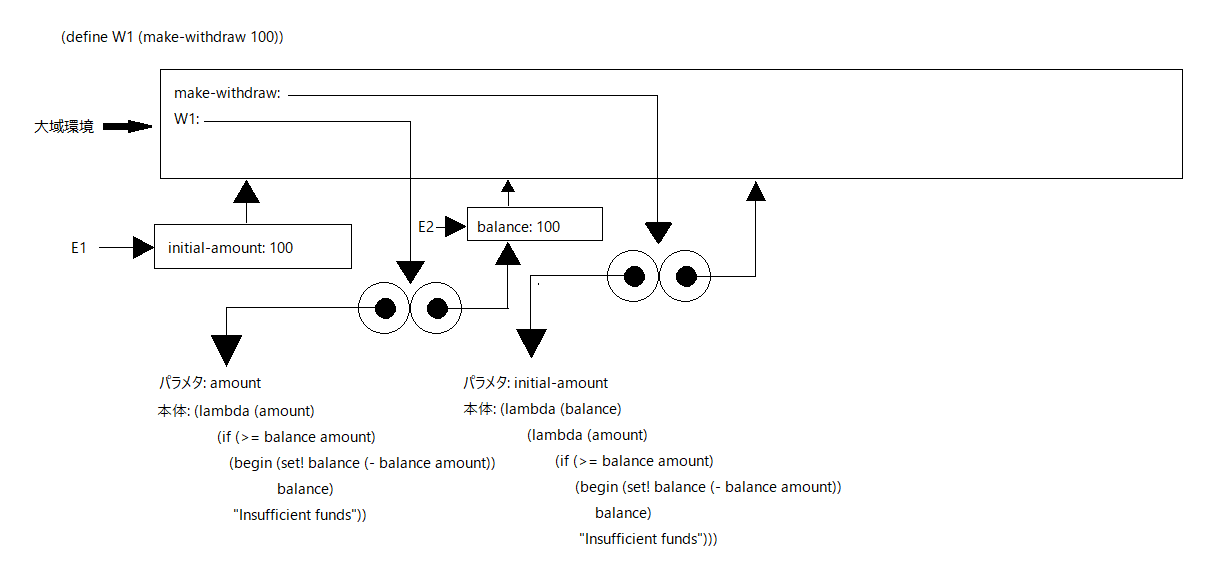 (define W1 (make-withdraw 100))
make-withdraw:
W1:
大域環境
E1
initial-amount: 100
E2
balance: 100
パラメタ: amount
本体: (lambda (amount)
(if (>= balance amount)
(begin (set! balance (- balance amount))
balance)
"Insufficient funds"))
パラメタ: initial-amount
本体: (lambda (balance)
(lambda (amount)
(if (>= balance amount)
(begin (set! balance (- balance amount))
balance)
"Insufficient funds")))